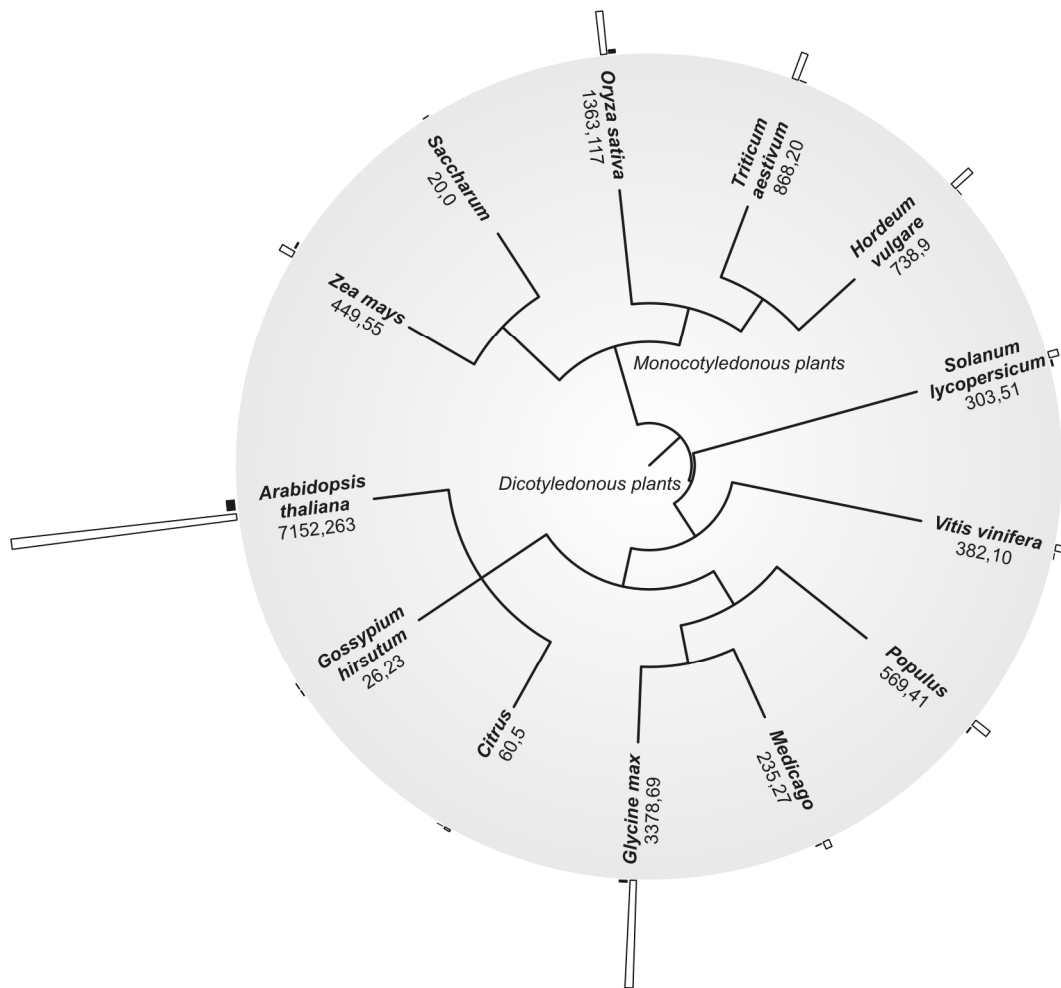 Oryza sativa
1363,117
Triticum
aestivum
868,20
Hordeum
vulgare
738,9
Saccharum
20,0
Zea mays
449,55
Monocotyledonous plants
Solanum
lycopersicum
303,51
Dicotyledonous plants
Arabidopsis
thaliana
7152,263
Vitis vinifera
382,10
Gossypium
hirsutum
26,23
Populus
569,41
Citrus
60,5
Medicago
235,27
Glycine max
3378,69